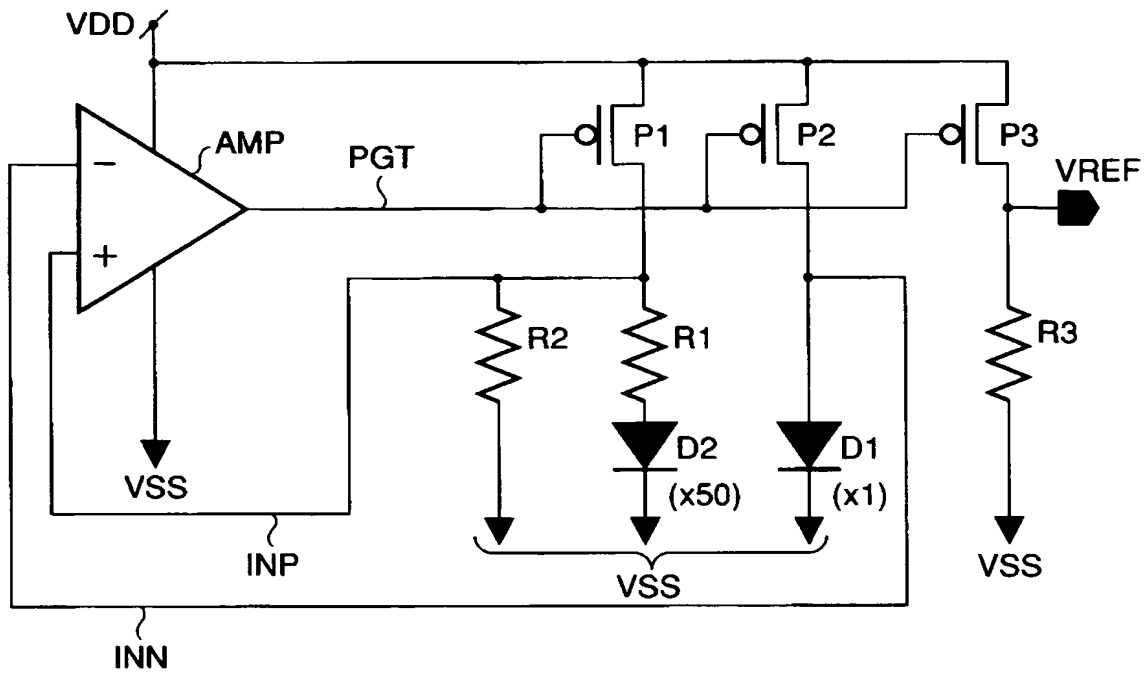 VDD
AMP
PGT
P1
P2
P3
VREF
−
+
R2
R1
R3
D2
(x50)
D1
(x1)
VSS
INP
VSS
VSS
INN